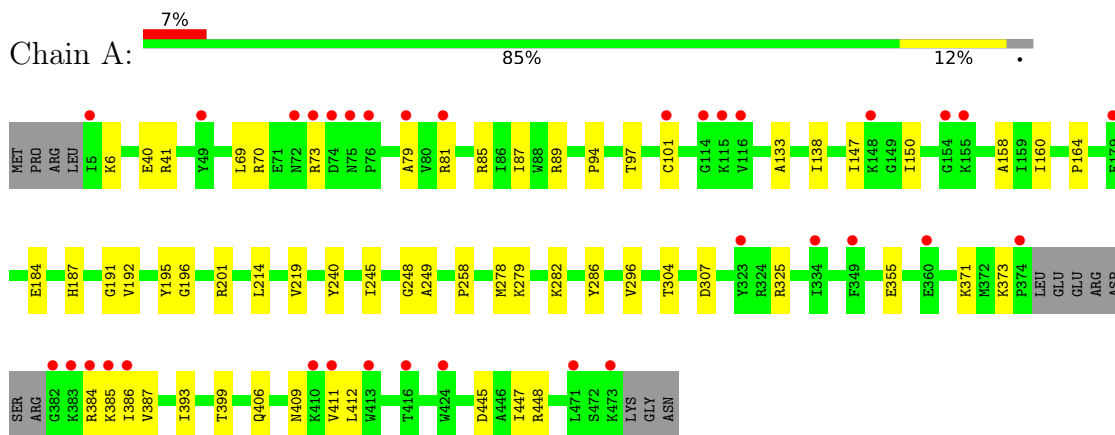 7%
Chain A:
85% 12% •
MET PRO ARG LEU I5 K6 E40 R41 Y49 L69 R70 E71 N72 R73 D74 N75 P76 A79 V80 R81 R85 I86 I87 W88 R89 P94 T97 C101 G114 K115 V116 A133 I138 I147 K148 G149 I150 G154 K155 A158 I159 I160 P164 E179
E184 H187 G191 V192 Y195 G196 R201 L214 V219 Y240 I245 G248 A249 P258 M278 K279 K282 Y286 V296 T304 D307 Y323 R324 R325 I334 F349 E355 E360 K371 M372 K373 P374 LEU GLU GLU ARG ASP
SER ARG G382 K383 R384 K385 I386 V387 I393 T399 Q406 N409 K410 V411 L412 W413 T416 W424 D445 A446 I447 R448 L471 S472 K473 LYS GLY ASN